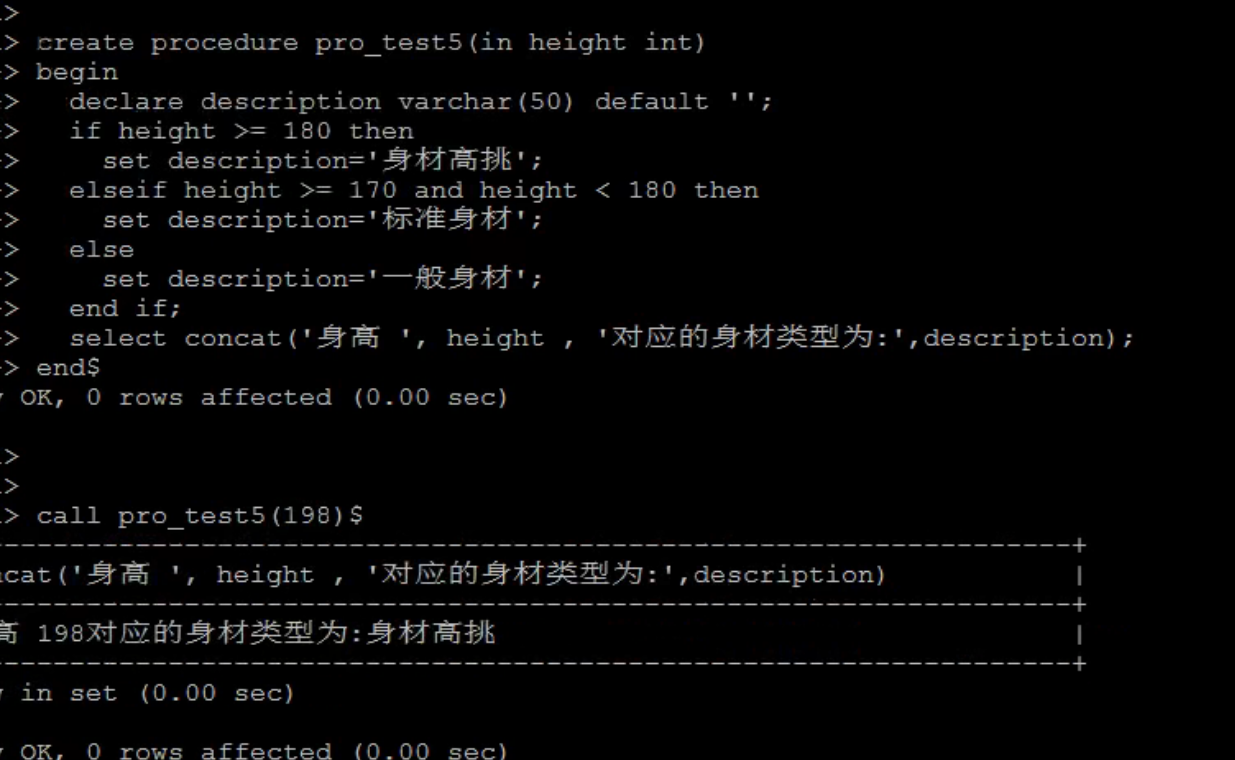 >
> create procedure pro_test5(in height int)
> begin
> declare description varchar(50) default '';
> if height >= 180 then
> set description='身材高挑';
> elseif height >= 170 and height < 180 then
> set description='标准身材';
> else
> set description='一般身材';
> end if;
> select concat('身高 ', height , '对应的身材类型为:',description);
> end$
OK, 0 rows affected (0.00 sec)
>
>
> call pro_test5(198)$
---------------------------------------------------------------+
ncat('身高 ', height , '对应的身材类型为:',description) |
---------------------------------------------------------------+
高 198对应的身材类型为:身材高挑 |
---------------------------------------------------------------+
in set (0.00 sec)
OK, 0 rows affected (0.00 sec)